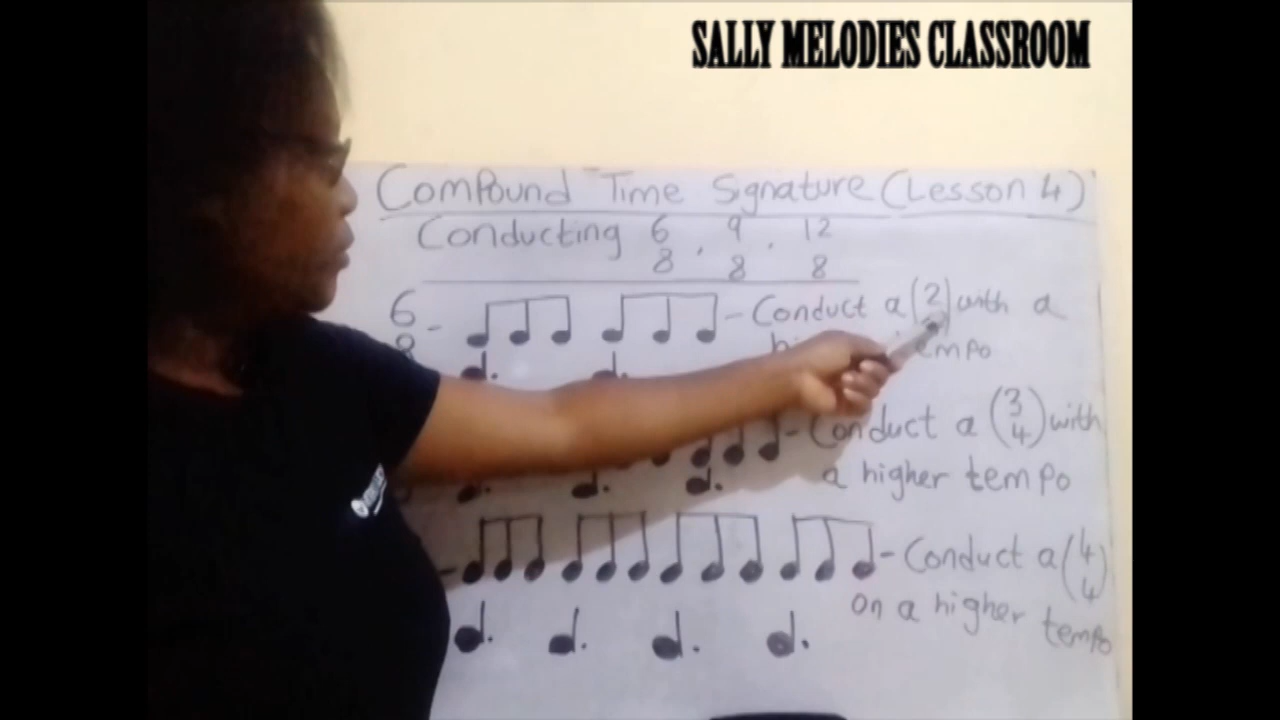 SALLY MELODIES CLASSROOM
Compound Time Signature (Lesson 4)
Conducting 6/8, 9/8, 12/8
6/8 - - Conduct a (2 with a
tempo
- Conduct a (3/4) with
a higher tempo
- - Conduct a (4/4)
on a higher tempo